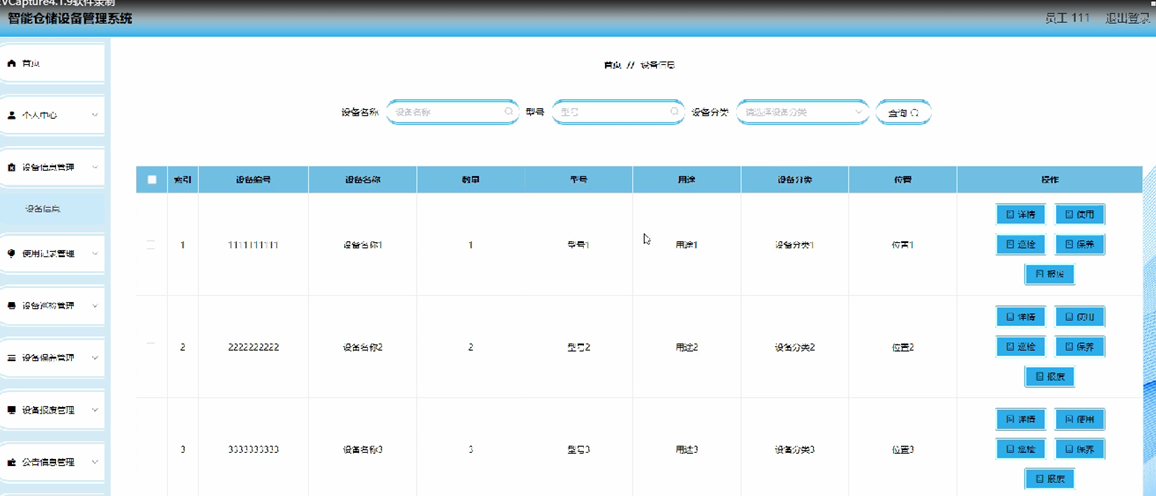 VCapture4.1.9软件录制
智能仓储设备管理系统
员工 111 退出登录
首页
个人中心
设备信息管理
设备信息
使用记录管理
设备巡检管理
设备保养管理
设备报废管理
公告信息管理
首页 // 设备信息
设备名称 设备名称 型号 型号 设备分类 请选择设备分类 查询
索引 设备编号 设备名称 数量 型号 用途 设备分类 位置 操作
1 1111111111 设备名称1 1 型号1 用途1 设备分类1 位置1
详情 使用
巡检 保养
报废
2 2222222222 设备名称2 2 型号2 用途2 设备分类2 位置2
详情 使用
巡检 保养
报废
3 3333333333 设备名称3 3 型号3 用途3 设备分类3 位置3
详情 使用
巡检 保养
报废